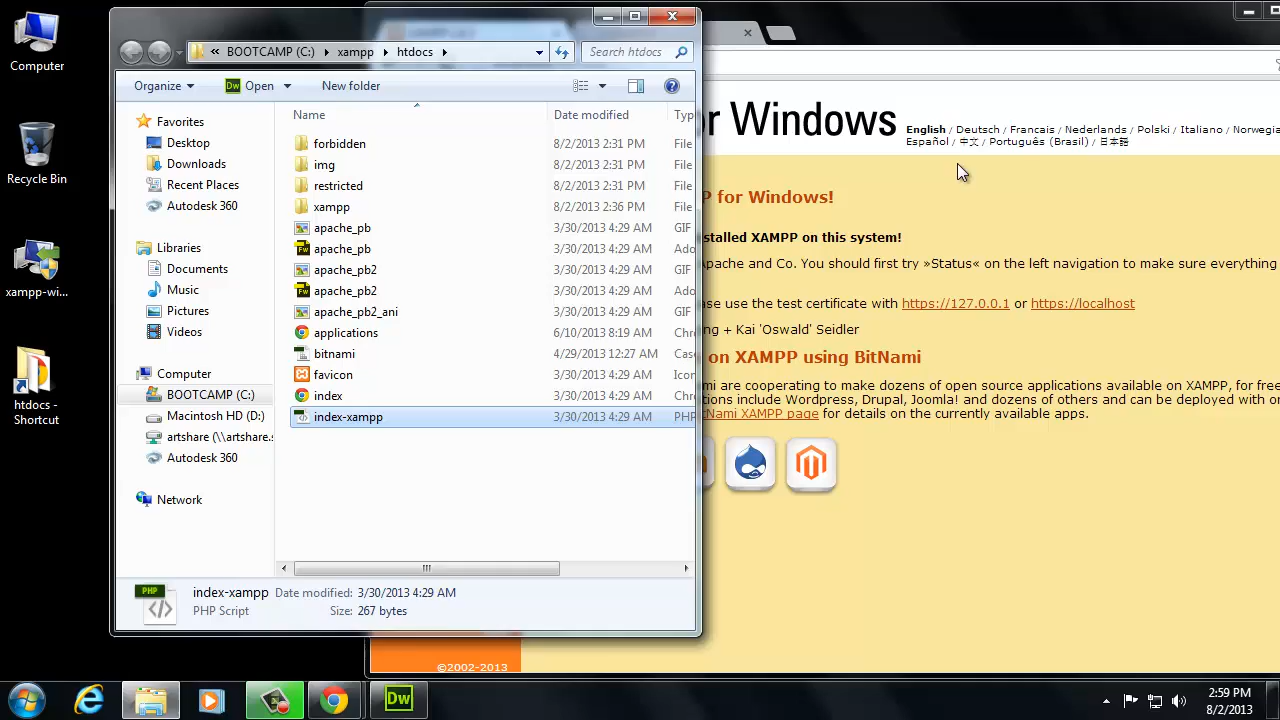 Computer
Recycle Bin
xampp-wi...
htdocs -
Shortcut
« BOOTCAMP (C:) xampp htdocs
Search htdocs
Organize
Dw Open
New folder
Favorites
Desktop
Downloads
Recent Places
Autodesk 360
Libraries
Documents
Music
Pictures
Videos
Computer
BOOTCAMP (C:)
Macintosh HD (D:)
artshare (\\artshare.s
Autodesk 360
Network
Name Date modified Typ
forbidden 8/2/2013 2:31 PM File
img 8/2/2013 2:31 PM File
restricted 8/2/2013 2:31 PM File
xampp 8/2/2013 2:36 PM File
apache_pb 3/30/2013 4:29 AM GIF
apache_pb 3/30/2013 4:29 AM Ado
apache_pb2 3/30/2013 4:29 AM GIF
apache_pb2 3/30/2013 4:29 AM Ado
apache_pb2_ani 3/30/2013 4:29 AM GIF
applications 6/10/2013 8:19 AM Chro
bitnami 4/29/2013 12:27 AM Casc
favicon 3/30/2013 4:29 AM Icon
index 3/30/2013 4:29 AM Chro
index-xampp 3/30/2013 4:29 AM PHP
PHP
index-xampp Date modified: 3/30/2013 4:29 AM
PHP Script Size: 267 bytes
or Windows
English / Deutsch / Francais / Nederlands / Polski / Italiano / Norwegia
Español / 中文 / Português (Brasil) / 日本語
P for Windows!
stalled XAMPP on this system!
Apache and Co. You should first try »Status« on the left navigation to make sure everything
se use the test certificate with https://127.0.0.1 or https://localhost
ng + Kai 'Oswald' Seidler
on XAMPP using BitNami
mi are cooperating to make dozens of open source applications available on XAMPP, for free
tions include Wordpress, Drupal, Joomla! and dozens of others and can be deployed with o
tNami XAMPP page for details on the currently available apps.
©2002-2013
Dw
2:59 PM
8/2/2013